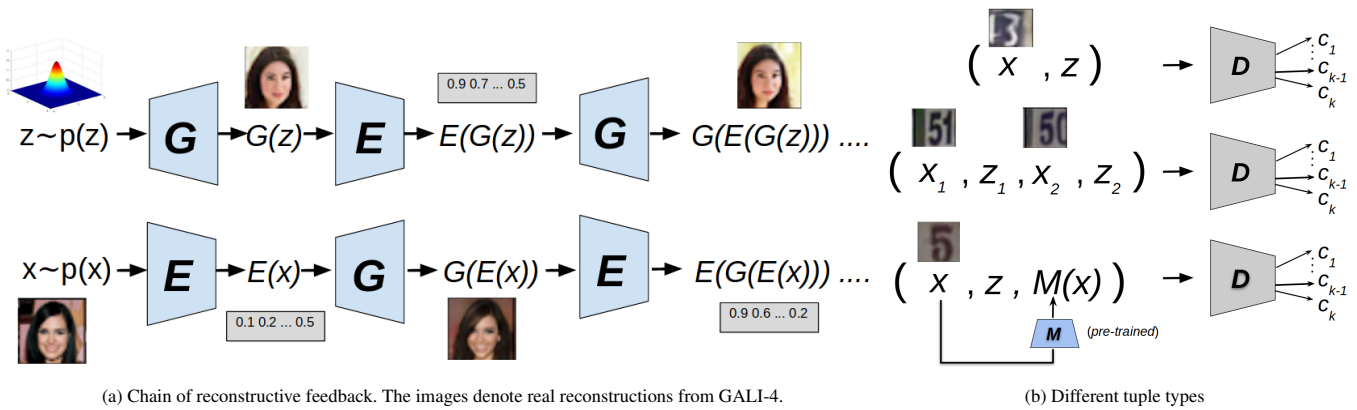 z~p(z) G G(z) E E(G(z)) G G(E(G(z))) ....
0.9 0.7 ... 0.5
x~p(x) E E(x) G G(E(x)) E E(G(E(x))) ....
0.1 0.2 ... 0.5
0.9 0.6 ... 0.2
(a) Chain of reconstructive feedback. The images denote real reconstructions from GALI-4.
( x , z ) D c1 ⋮ ck-1 ck
51 50
( x1 , z1 , x2 , z2 ) D c1 ⋮ ck-1 ck
5
( x , z , M(x) ) D c1 ⋮ ck-1 ck
M (pre-trained)
(b) Different tuple types